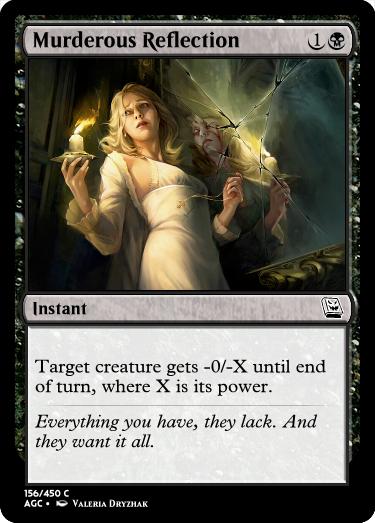 Murderous Reflection 1
Instant
Target creature gets -0/-X until end
of turn, where X is its power.
Everything you have, they lack. And
they want it all.
156/450 C
AGC • Valeria Dryzhak